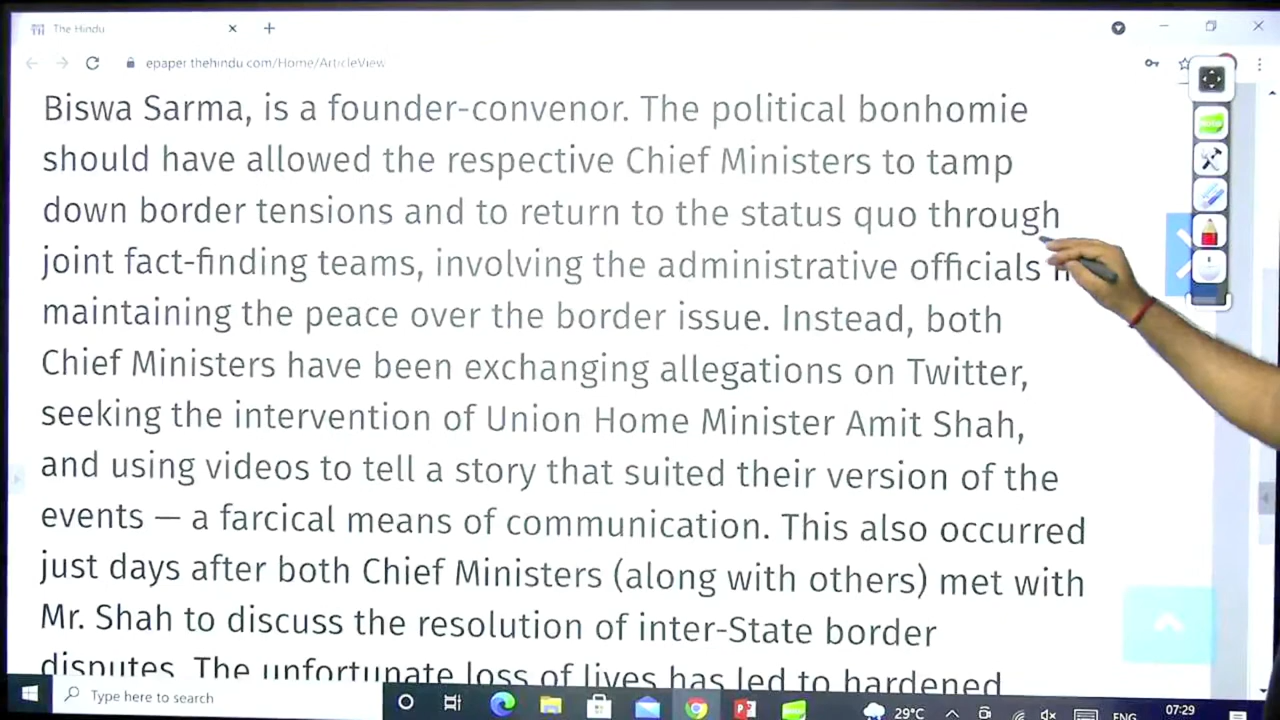 The Hindu
epaper.thehindu.com/Home/ArticleView
Biswa Sarma, is a founder-convenor. The political bonhomie
should have allowed the respective Chief Ministers to tamp
down border tensions and to return to the status quo through
joint fact-finding teams, involving the administrative officials
maintaining the peace over the border issue. Instead, both
Chief Ministers have been exchanging allegations on Twitter,
seeking the intervention of Union Home Minister Amit Shah,
and using videos to tell a story that suited their version of the
events — a farcical means of communication. This also occurred
just days after both Chief Ministers (along with others) met with
Mr. Shah to discuss the resolution of inter-State border
disputes. The unfortunate loss of lives has led to hardened
Type here to search
29°C
ENG
07:29